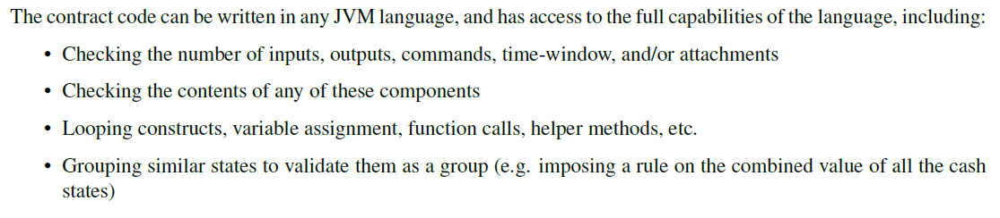 The contract code can be written in any JVM language, and has access to the full capabilities of the language, including:
• Checking the number of inputs, outputs, commands, time-window, and/or attachments
• Checking the contents of any of these components
• Looping constructs, variable assignment, function calls, helper methods, etc.
• Grouping similar states to validate them as a group (e.g. imposing a rule on the combined value of all the cash
states)